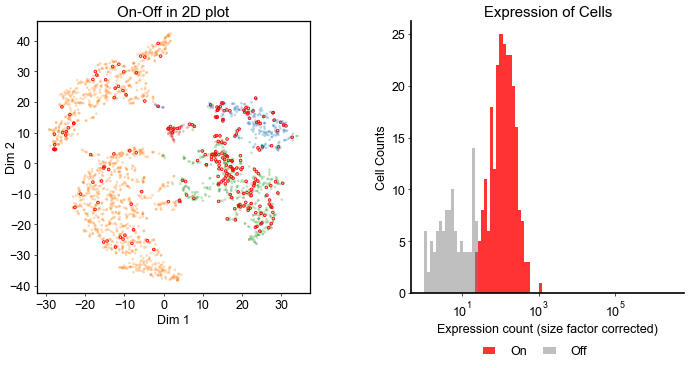 On-Off in 2D plot
Dim 2
40
30
20
10
0
−10
−20
−30
−40
−30 −20 −10 0 10 20 30
Dim 1
Expression of Cells
Cell Counts
25
20
15
10
5
0
10^1 10^3 10^5
Expression count (size factor corrected)
On Off